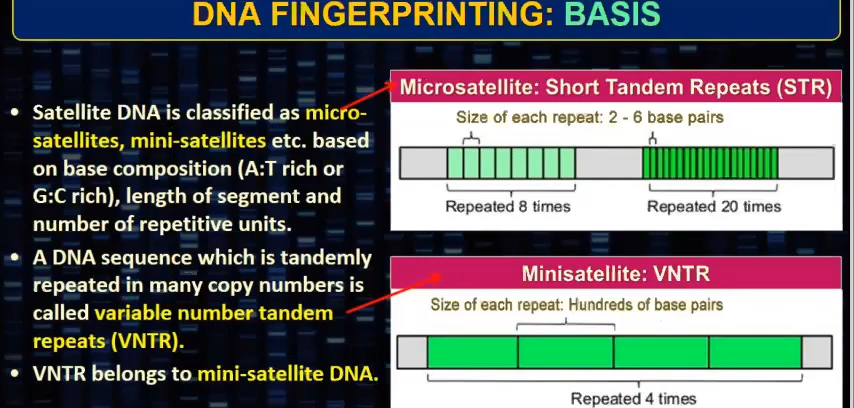 DNA FINGERPRINTING: BASIS
• Satellite DNA is classified as micro-
satellites, mini-satellites etc. based
on base composition (A:T rich or
G:C rich), length of segment and
number of repetitive units.
• A DNA sequence which is tandemly
repeated in many copy numbers is
called variable number tandem
repeats (VNTR).
• VNTR belongs to mini-satellite DNA.
Microsatellite: Short Tandem Repeats (STR)
Size of each repeat: 2 - 6 base pairs
Repeated 8 times
Repeated 20 times
Minisatellite: VNTR
Size of each repeat: Hundreds of base pairs
Repeated 4 times